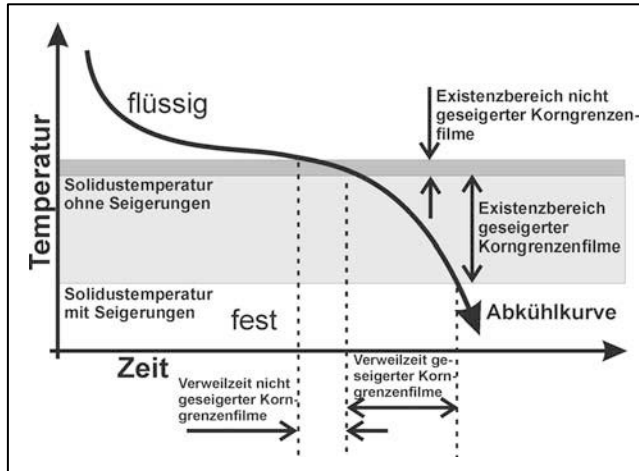 flüssig
Existenzbereich nicht
geseigerter Korngrenzen-
filme
Temperatur
Solidustemperatur
ohne Seigerungen
Existenzbereich
geseigerter
Korngrenzenfilme
Solidustemperatur
mit Seigerungen
fest
Abkühlkurve
Zeit
Verweilzeit nicht
geseigerter Korn-
grenzenfilme
Verweilzeit ge-
seigerter Korn-
grenzenfilme